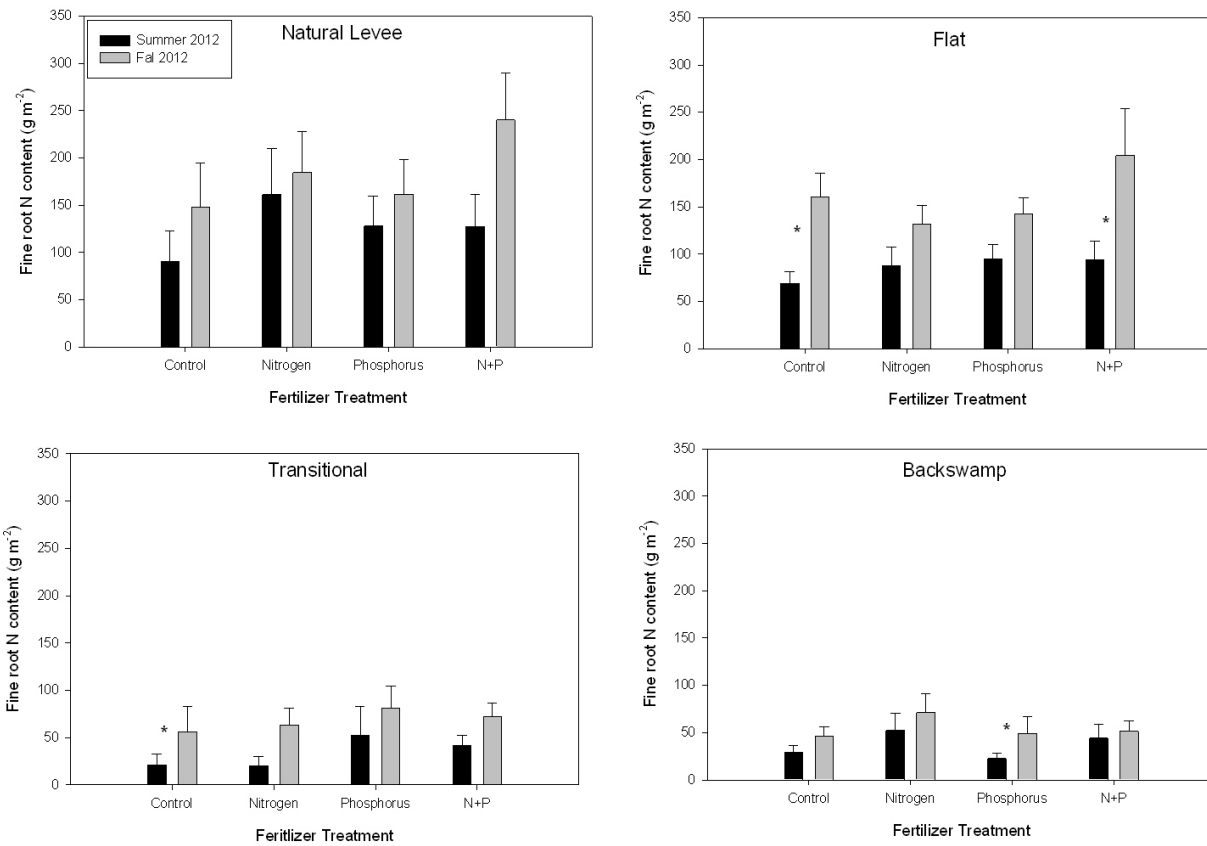 Natural Levee
Summer 2012
Fal 2012
Fine root N content (g m⁻²)
350
300
250
200
150
100
50
0
Control Nitrogen Phosphorus N+P
Fertilizer Treatment
Flat
Fine root N content (g m⁻²)
350
300
250
200
150
100
50
0
* *
Control Nitrogen Phosphorus N+P
Fertilizer Treatment
Transitional
Fine root N content (g m⁻²)
350
300
250
200
150
100
50
0
*
Control Nitrogen Phosphorus N+P
Feritlizer Treatment
Backswamp
Fine root N content (g m⁻²)
350
300
250
200
150
100
50
0
*
Control Nitrogen Phosphorus N+P
Fertilizer Treatment